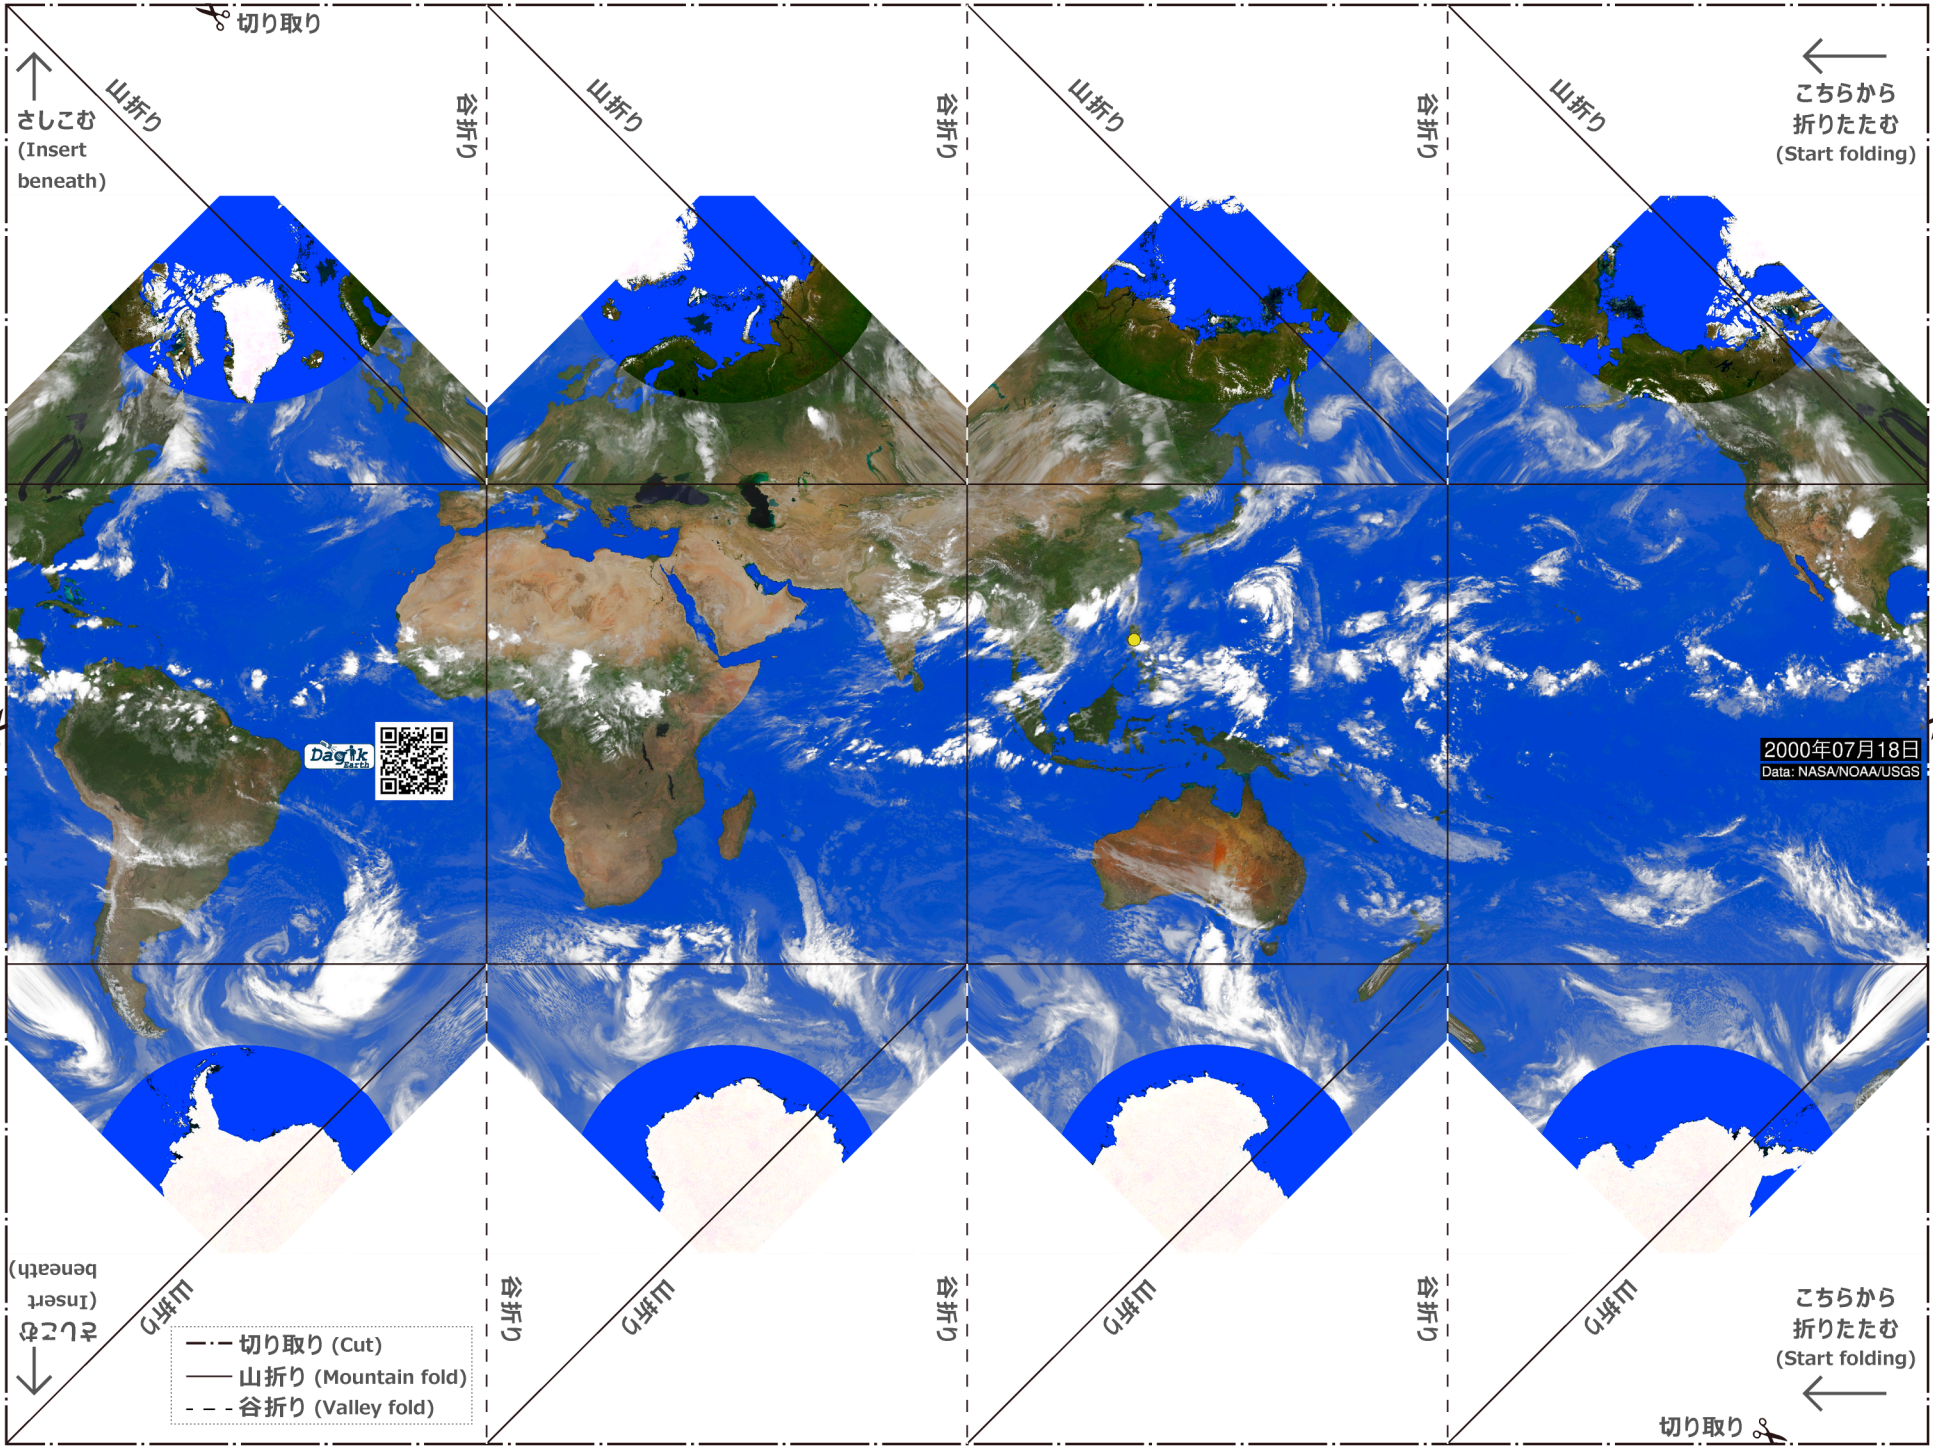 切り取り
さしこむ
(Insert
beneath)
山折り
谷折り
山折り
谷折り
山折り
谷折り
山折り
こちらから
折りたたむ
(Start folding)
Dagik
Earth
2000年07月18日
Data: NASA/NOAA/USGS
さしこむ
(Insert
beneath)
山折り
谷折り
山折り
谷折り
山折り
谷折り
山折り
こちらから
折りたたむ
(Start folding)
切り取り (Cut)
山折り (Mountain fold)
谷折り (Valley fold)
切り取り